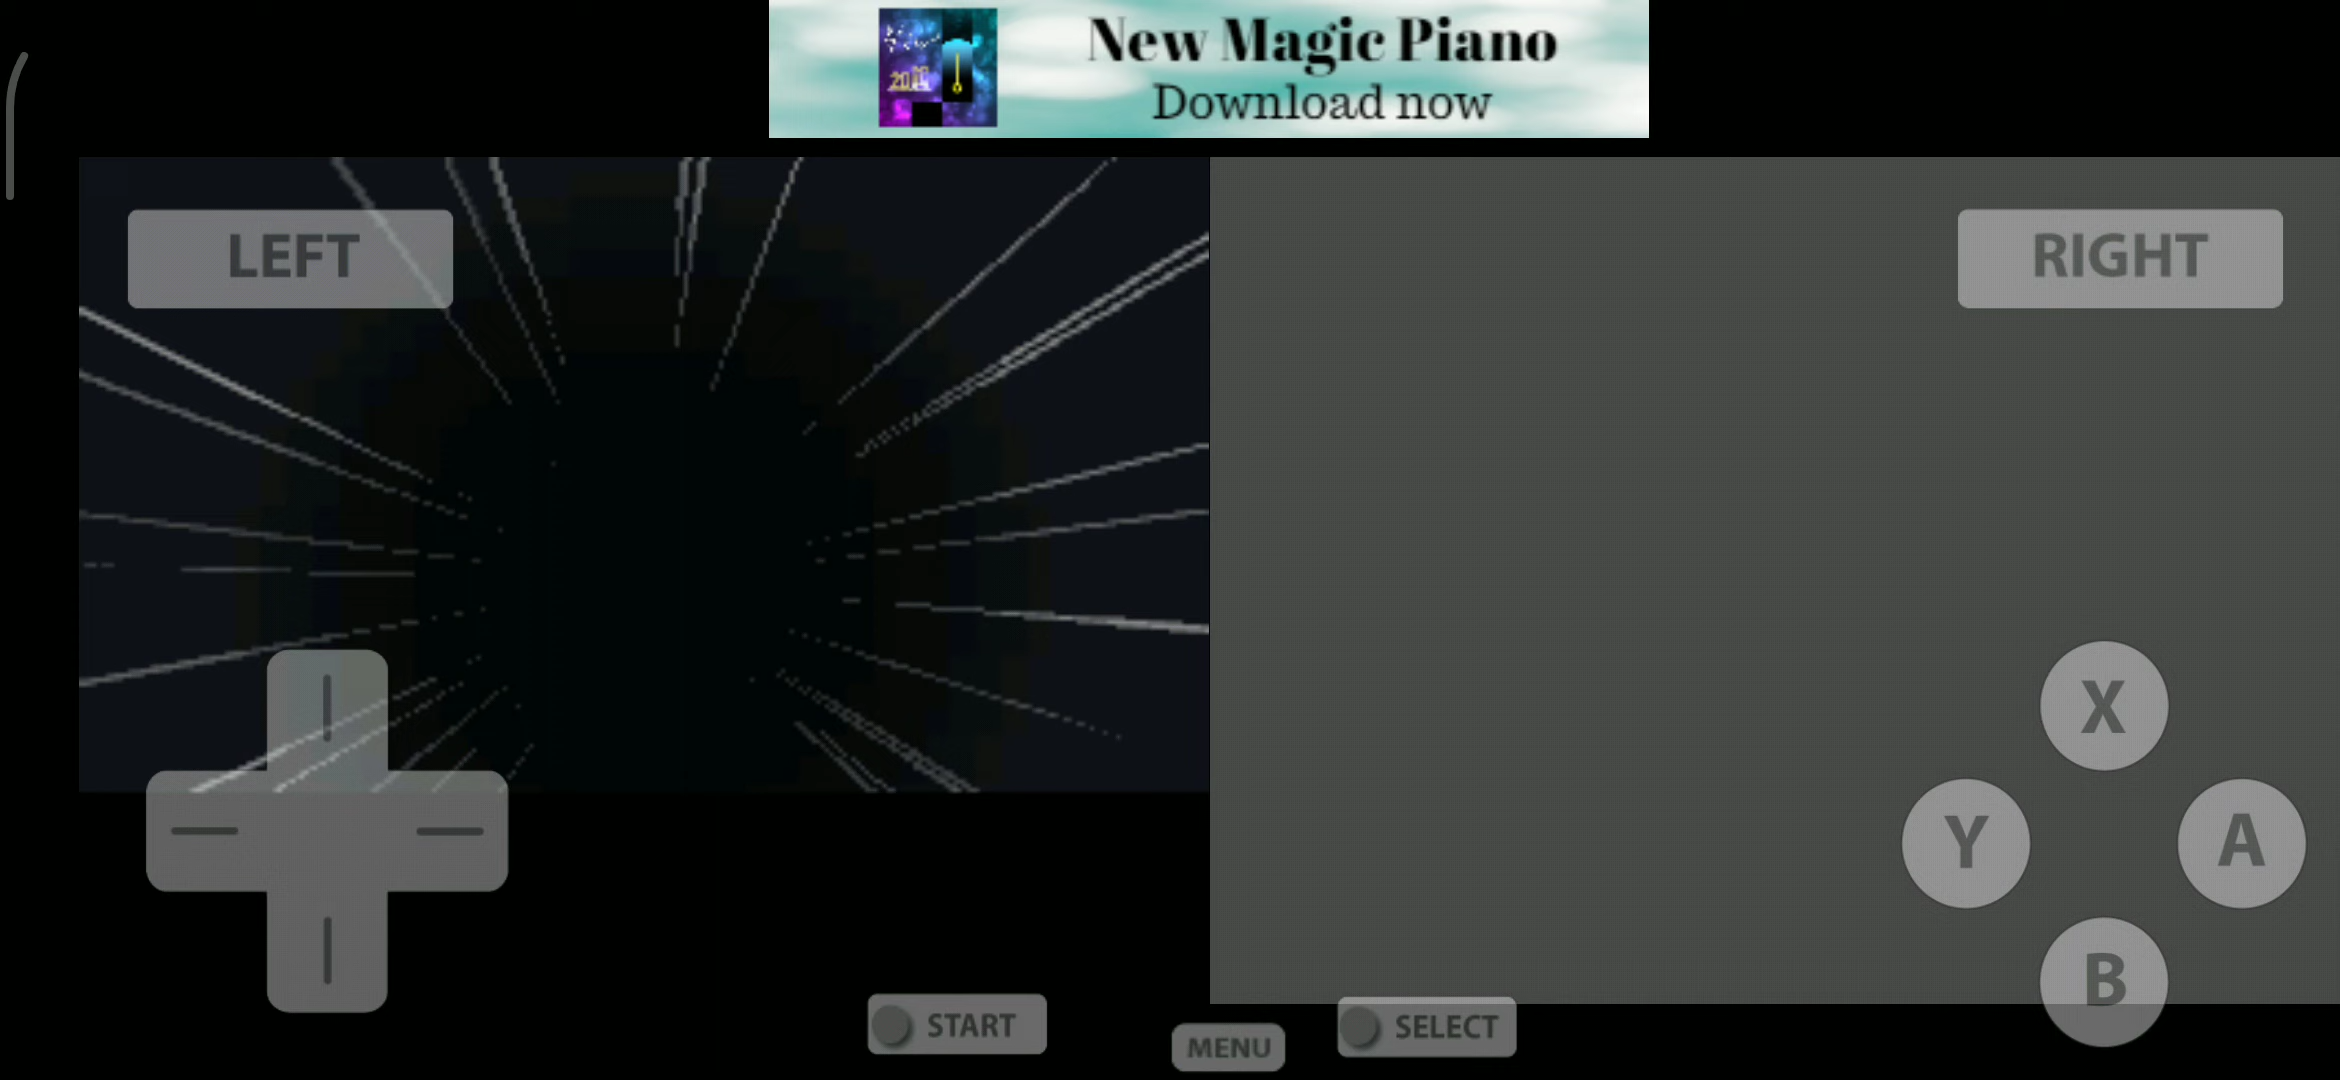 New Magic Piano
Download now
LEFT
RIGHT
X
Y
A
B
START
SELECT
MENU